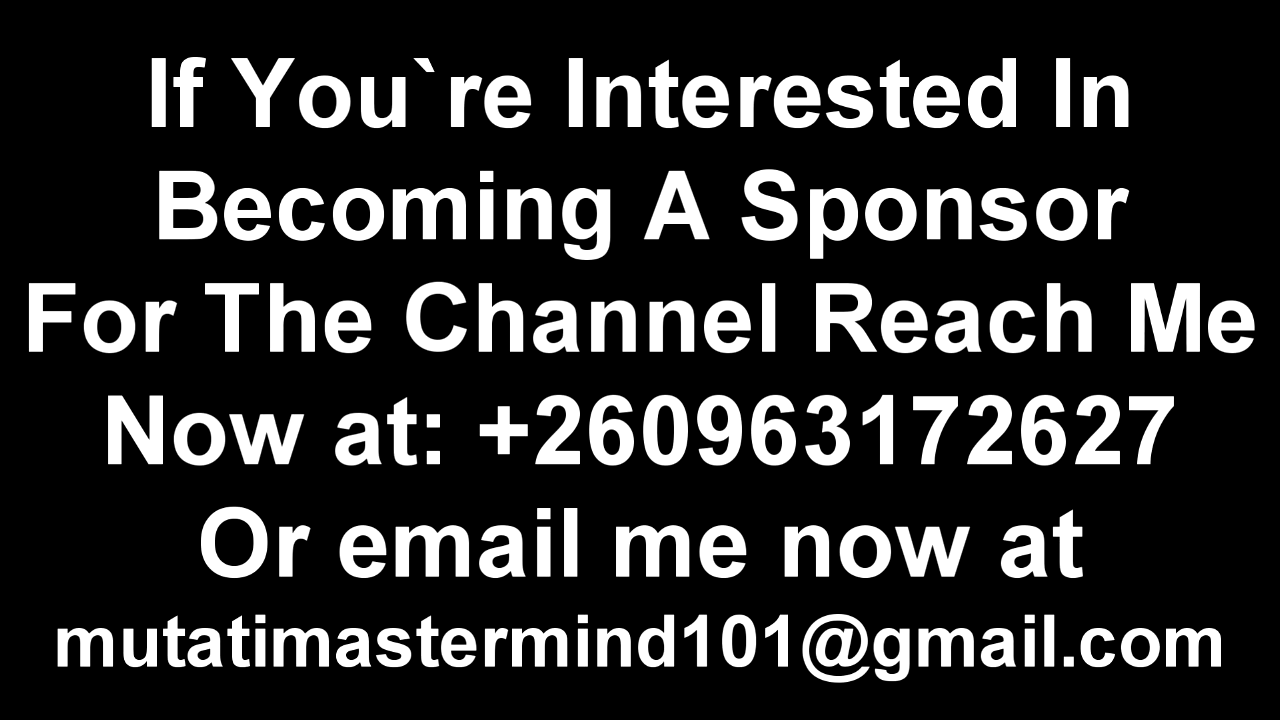 If You`re Interested In
Becoming A Sponsor
For The Channel Reach Me
Now at: +260963172627
Or email me now at
mutatimastermind101@gmail.com